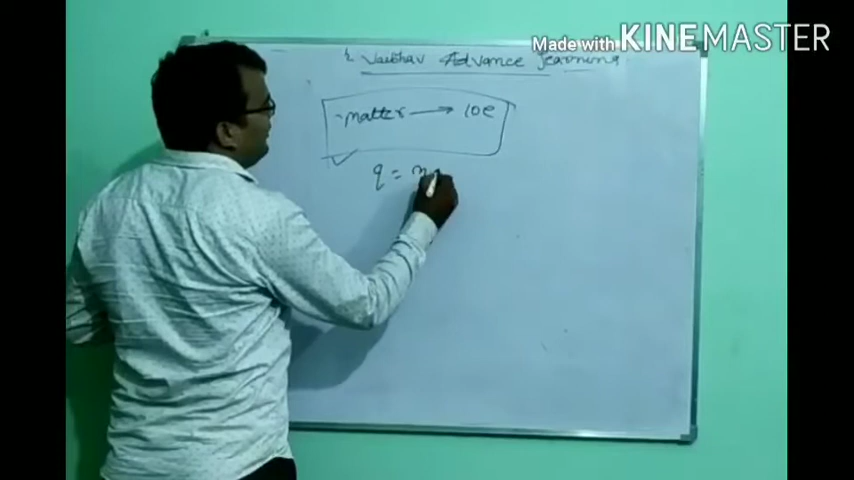 Made with KINEMASTER
Vaibhav Advance learning
matter → 10e
q = n